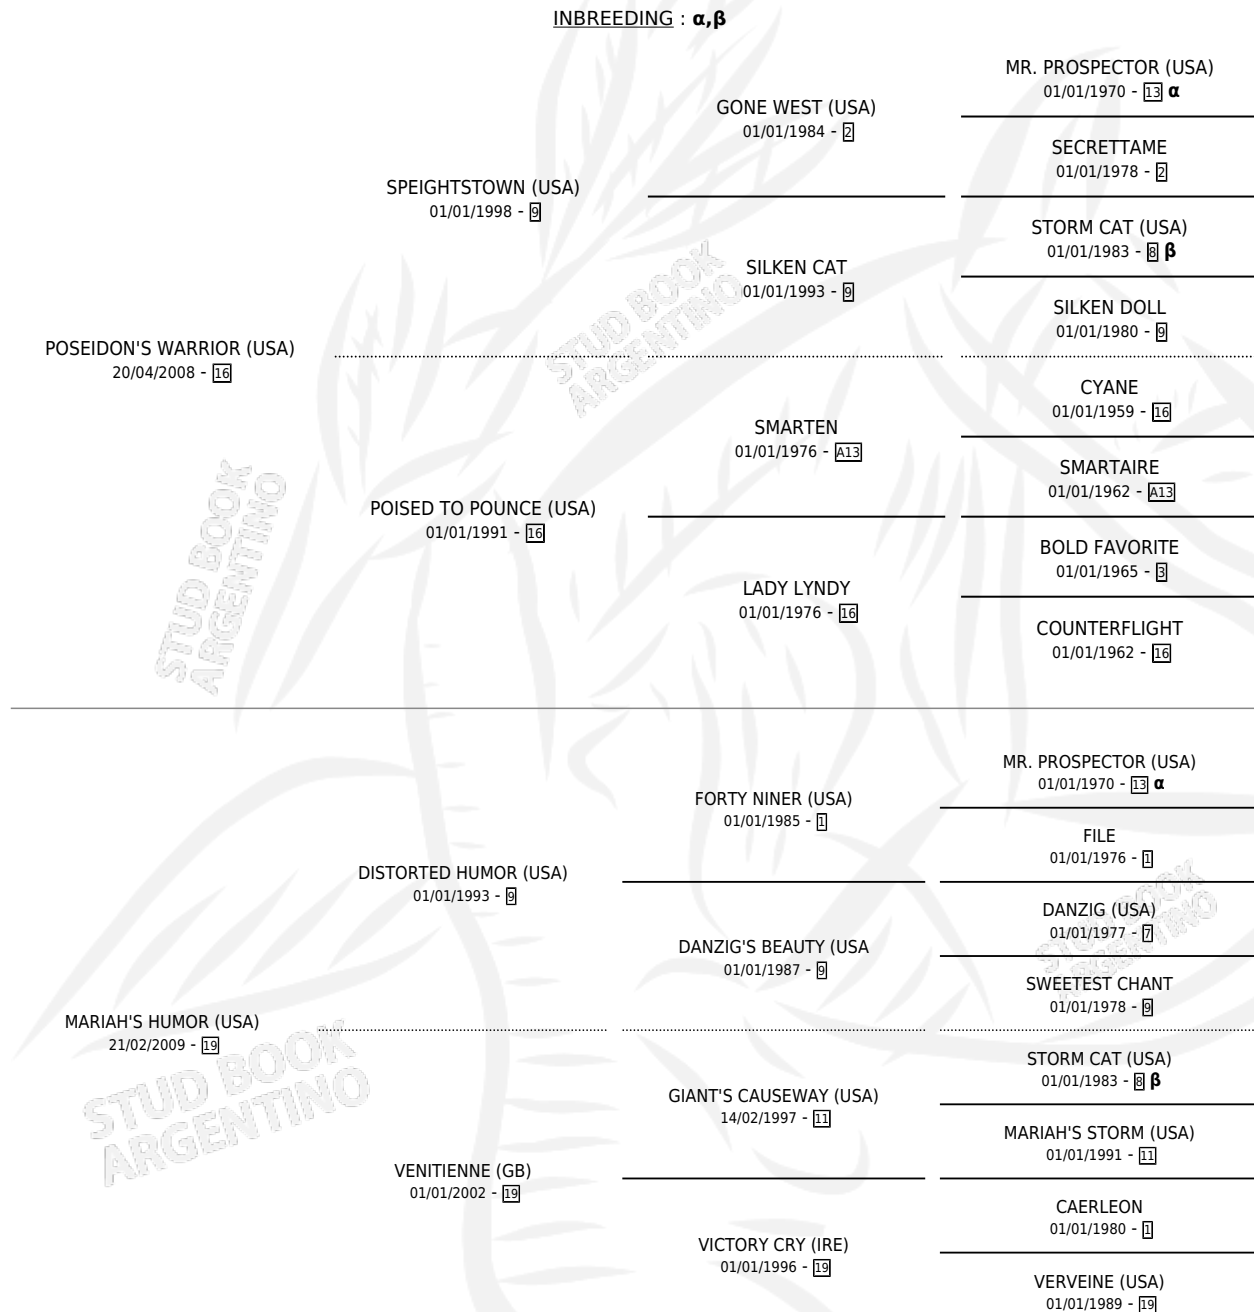 INBREEDING : α,β
MR. PROSPECTOR (USA)
01/01/1970 - 13 α
GONE WEST (USA)
01/01/1984 - 2
SECRETTAME
01/01/1978 - 2
SPEIGHTSTOWN (USA)
01/01/1998 - 9
STORM CAT (USA)
01/01/1983 - 8 β
SILKEN CAT
01/01/1993 - 9
SILKEN DOLL
01/01/1980 - 9
POSEIDON'S WARRIOR (USA)
20/04/2008 - 16
CYANE
01/01/1959 - 16
SMARTEN
01/01/1976 - A13
SMARTAIRE
01/01/1962 - A13
POISED TO POUNCE (USA)
01/01/1991 - 16
BOLD FAVORITE
01/01/1965 - 3
LADY LYNDY
01/01/1976 - 16
COUNTERFLIGHT
01/01/1962 - 16
MR. PROSPECTOR (USA)
01/01/1970 - 13 α
FORTY NINER (USA)
01/01/1985 - 1
FILE
01/01/1976 - 1
DISTORTED HUMOR (USA)
01/01/1993 - 9
DANZIG (USA)
01/01/1977 - 7
DANZIG'S BEAUTY (USA
01/01/1987 - 9
SWEETEST CHANT
01/01/1978 - 9
MARIAH'S HUMOR (USA)
21/02/2009 - 19
STORM CAT (USA)
01/01/1983 - 8 β
GIANT'S CAUSEWAY (USA)
14/02/1997 - 11
MARIAH'S STORM (USA)
01/01/1991 - 11
VENITIENNE (GB)
01/01/2002 - 19
CAERLEON
01/01/1980 - 1
VICTORY CRY (IRE)
01/01/1996 - 19
VERVEINE (USA)
01/01/1989 - 19
STUD BOOK
ARGENTINO
STUD BOOK
ARGENTINO
STUD BOOK
ARGENTINO
STUD BOOK
ARGENTINO